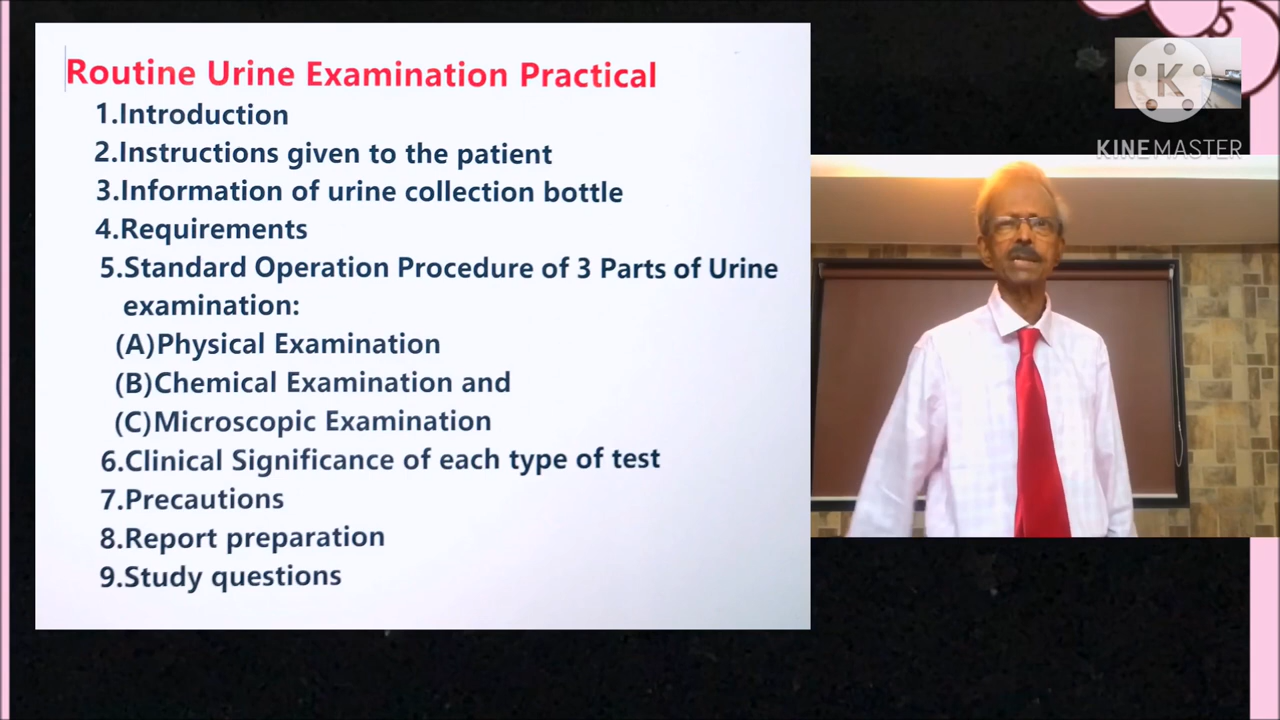 Routine Urine Examination Practical
1.Introduction
2.Instructions given to the patient
3.Information of urine collection bottle
4.Requirements
5.Standard Operation Procedure of 3 Parts of Urine
examination:
(A)Physical Examination
(B)Chemical Examination and
(C)Microscopic Examination
6.Clinical Significance of each type of test
7.Precautions
8.Report preparation
9.Study questions
K
KINEMASTER